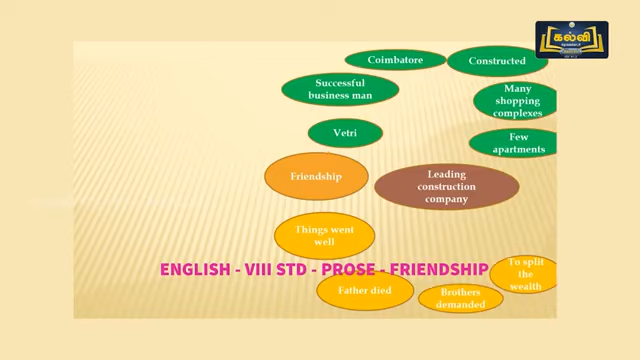 Coimbatore
Constructed
கல்வி
Successful
business man
Many
shopping
complexes
Vetri
Few
apartments
Friendship
Leading
construction
company
Things went
well
ENGLISH - VIII STD - PROSE - FRIENDSHIP
To split
the
wealth
Father died
Brothers
demanded